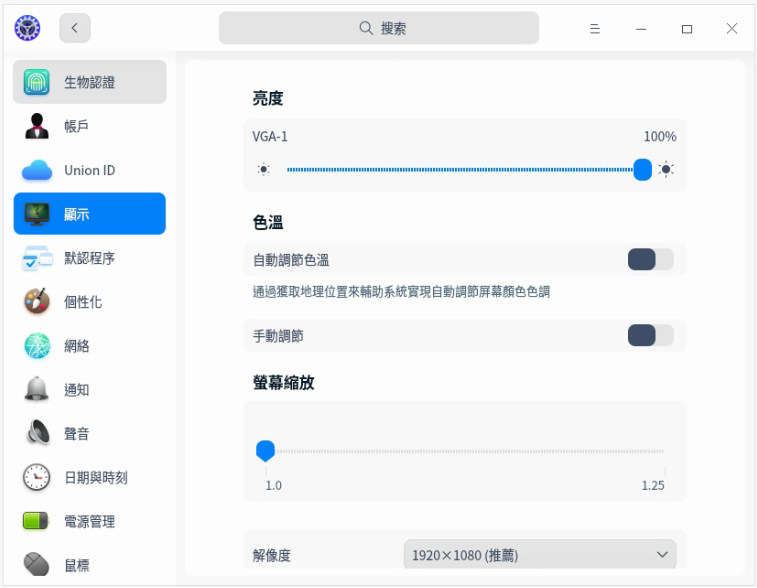 搜索
生物認證
帳戶
Union ID
顯示
默認程序
個性化
網絡
通知
聲音
日期與時刻
電源管理
鼠標
亮度
VGA-1
100%
色溫
自動調節色溫
通過獲取地理位置來輔助系統實現自動調節屏幕顏色色調
手動調節
螢幕縮放
1.0
1.25
解像度
1920×1080 (推薦)